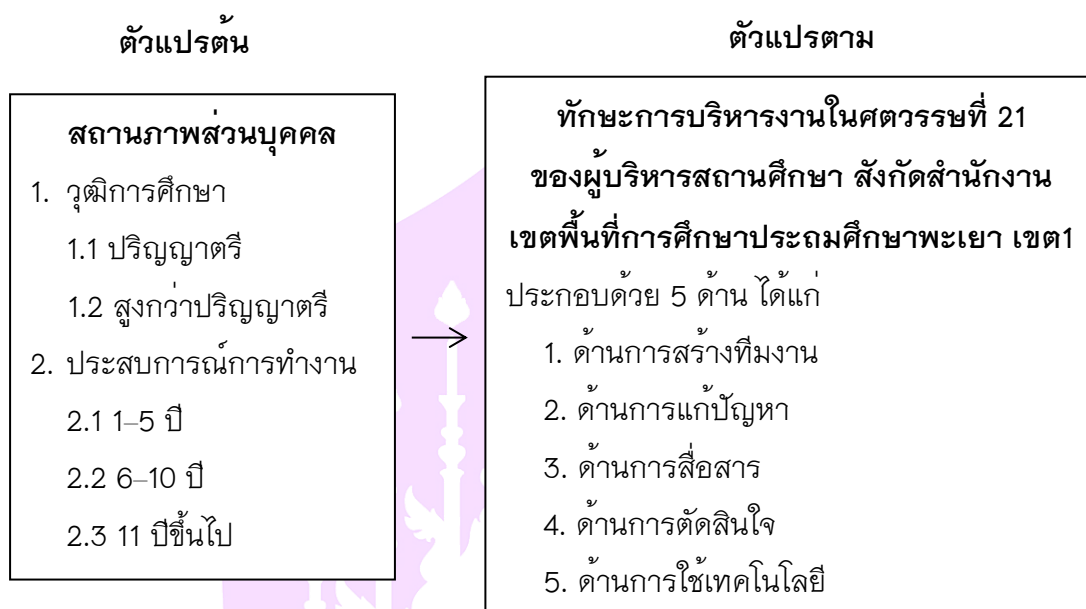 ตัวแปรต้น
สถานภาพส่วนบุคคล
1. วุฒิการศึกษา
1.1 ปริญญาตรี
1.2 สูงกว่าปริญญาตรี
2. ประสบการณ์การทำงาน
2.1 1–5 ปี
2.2 6–10 ปี
2.3 11 ปีขึ้นไป
ตัวแปรตาม
ทักษะการบริหารงานในศตวรรษที่ 21
ของผู้บริหารสถานศึกษา สังกัดสำนักงาน
เขตพื้นที่การศึกษาประถมศึกษาพะเยา เขต1
ประกอบด้วย 5 ด้าน ได้แก่
1. ด้านการสร้างทีมงาน
2. ด้านการแก้ปัญหา
3. ด้านการสื่อสาร
4. ด้านการตัดสินใจ
5. ด้านการใช้เทคโนโลยี